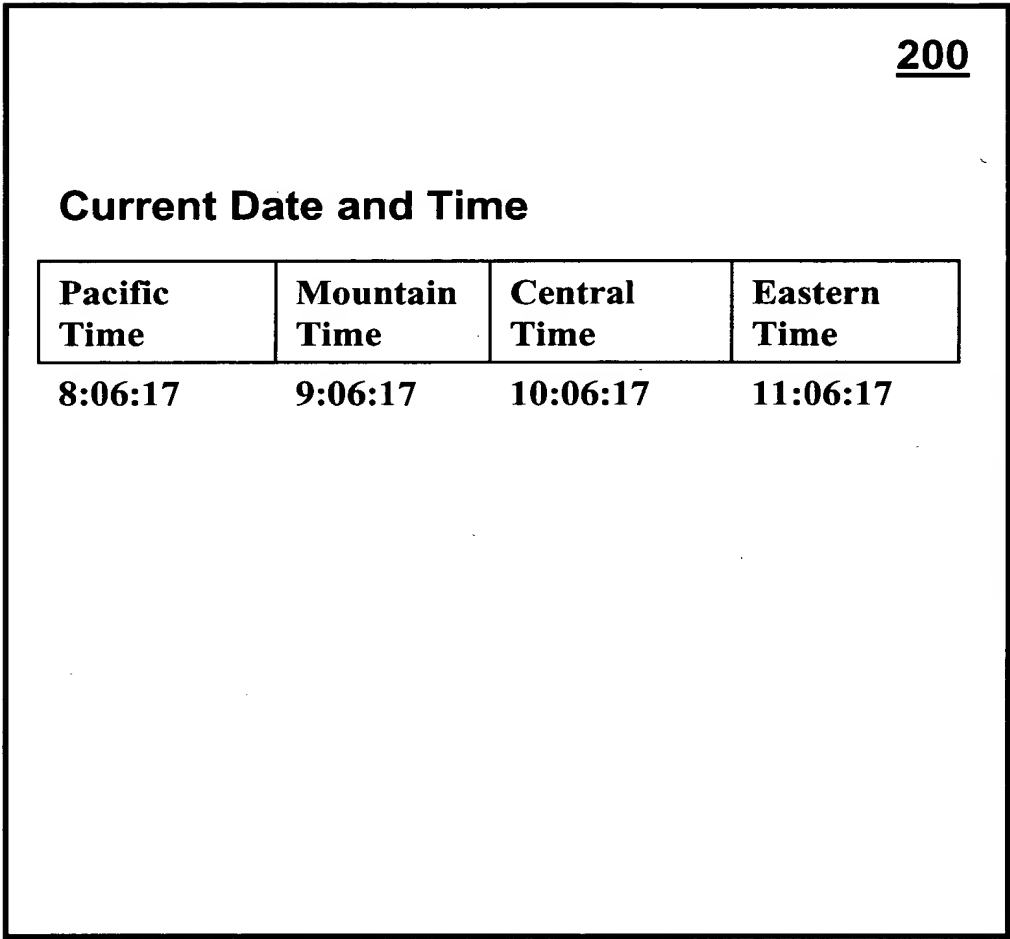 200
Current Date and Time
Pacific Time Mountain Time Central Time Eastern Time
8:06:17 9:06:17 10:06:17 11:06:17